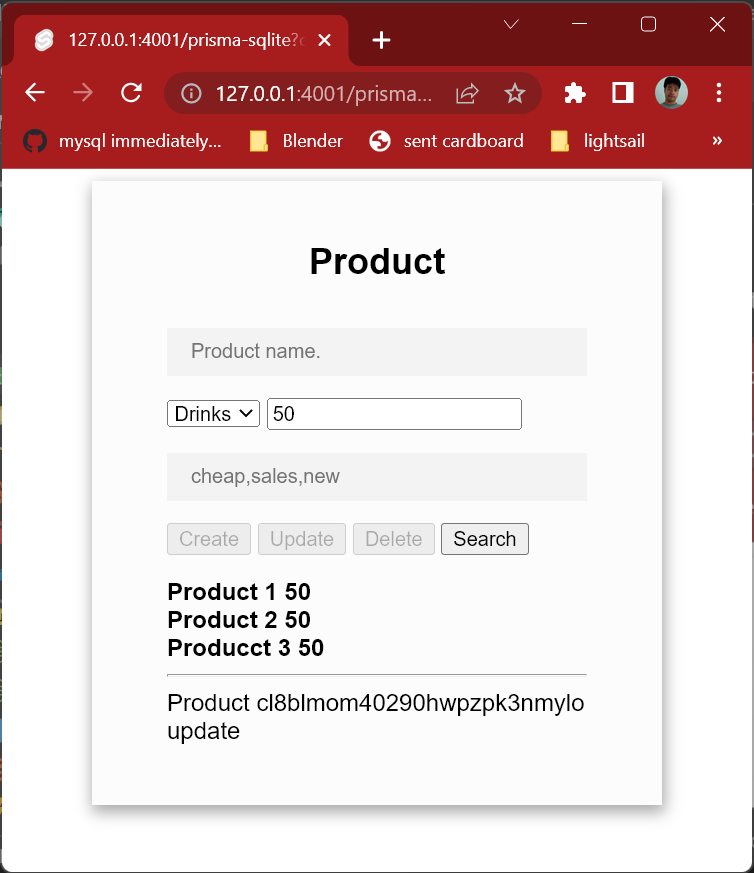 127.0.0.1:4001/prisma-sqlite?
127.0.0.1:4001/prisma...
mysql immediately... Blender sent cardboard lightsail »
Product
Product name.
Drinks 50
cheap,sales,new
Create Update Delete Search
Product 1 50
Product 2 50
Producct 3 50
Product cl8blmom40290hwpzpk3nmylo
update